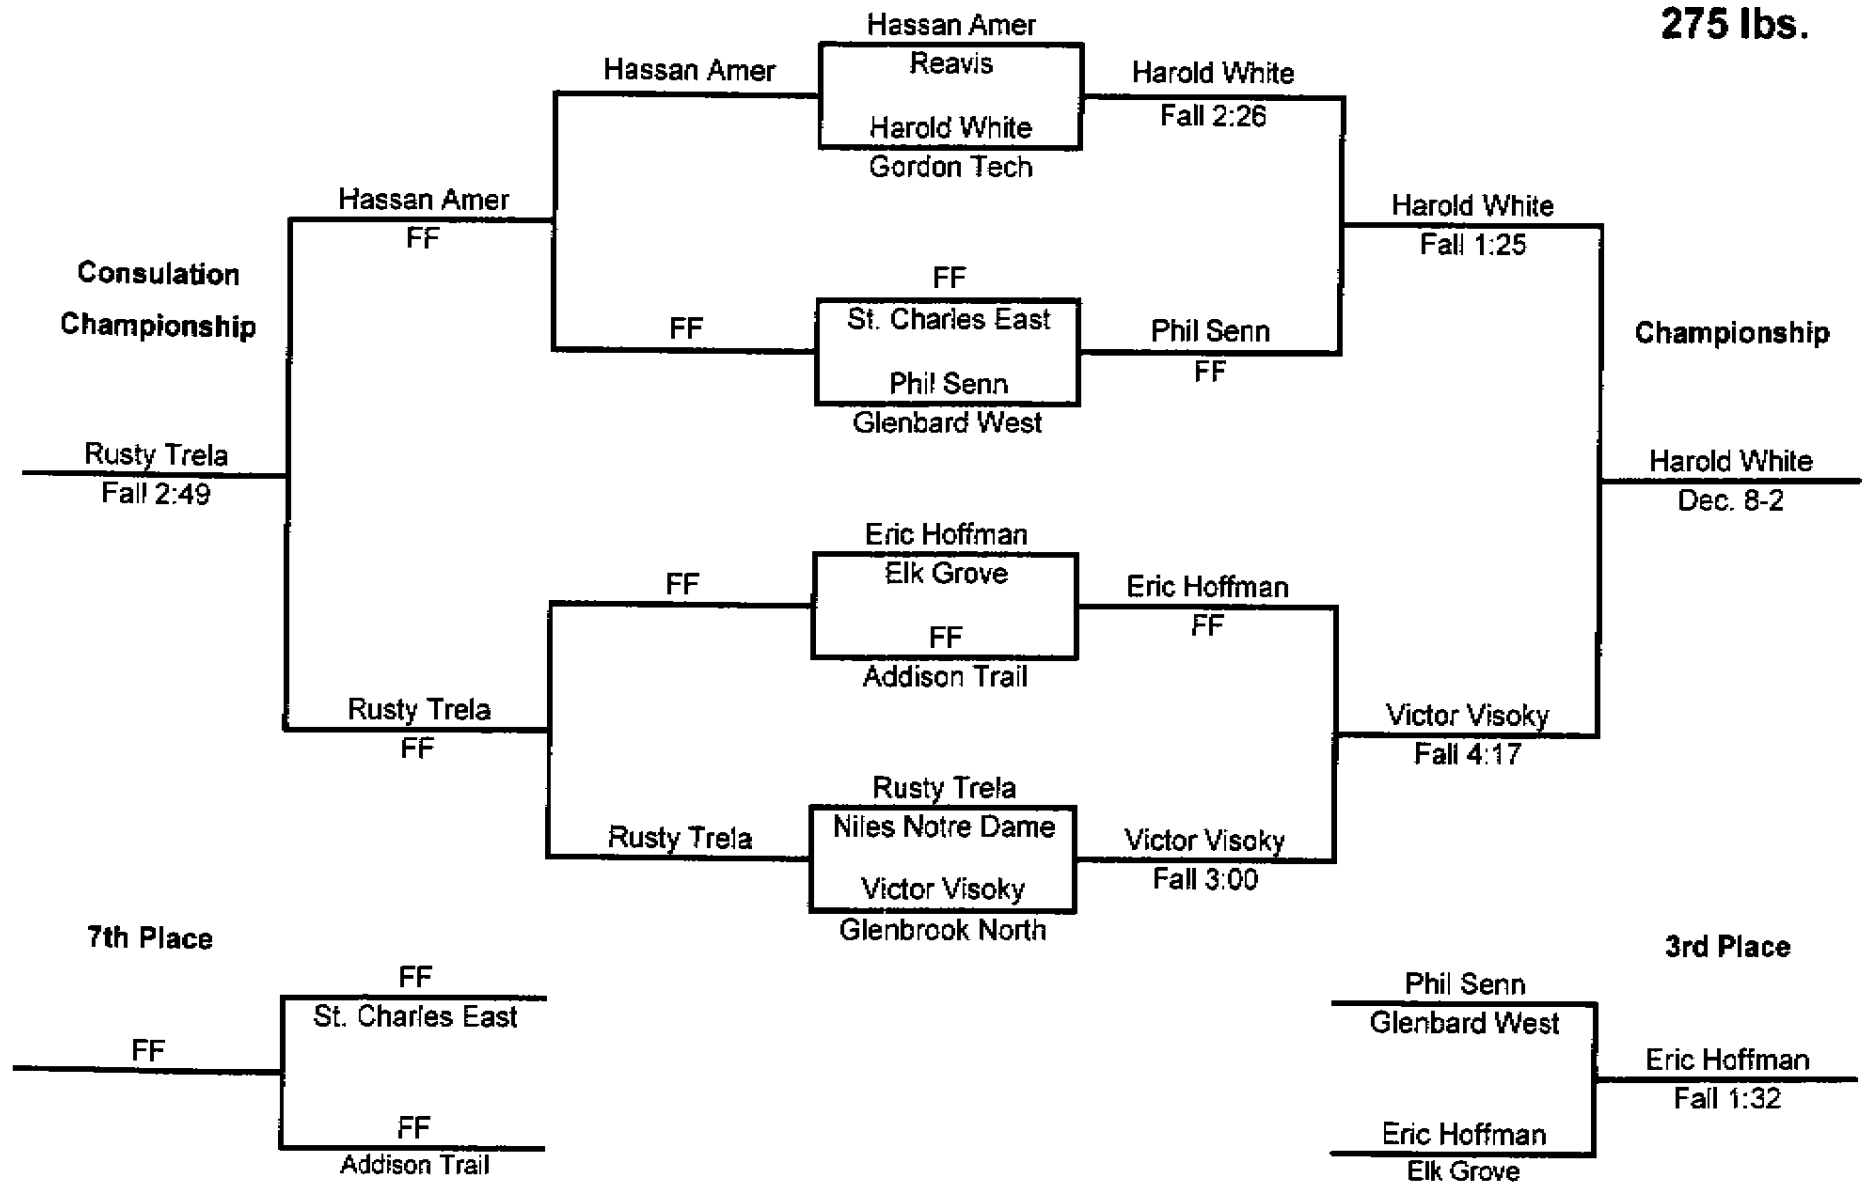 275 lbs.
Hassan Amer
Reavis
Harold White
Gordon Tech
Hassan Amer
Harold White
Fall 2:26
Hassan Amer
FF
Harold White
Fall 1:25
Consulation
Championship
FF
St. Charles East
Phil Senn
Glenbard West
FF
Phil Senn
FF
Championship
Rusty Trela
Fall 2:49
Harold White
Dec. 8-2
Eric Hoffman
Elk Grove
FF
Addison Trail
FF
Eric Hoffman
FF
Rusty Trela
FF
Victor Visoky
Fall 4:17
Rusty Trela
Niles Notre Dame
Victor Visoky
Glenbrook North
Rusty Trela
Victor Visoky
Fall 3:00
7th Place
FF
St. Charles East
FF
FF
Addison Trail
3rd Place
Phil Senn
Glenbard West
Eric Hoffman
Fall 1:32
Eric Hoffman
Elk Grove